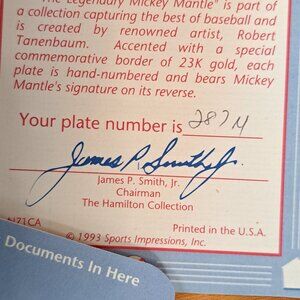 "The Legendary Mickey Mantle" is part of
a collection capturing the best of baseball and
is created by renowned artist, Robert
Tanenbaum. Accented with a special
commemorative border of 23K gold, each
plate is hand-numbered and bears Mickey
Mantle's signature on its reverse.
Your plate number is 2874
James P. Smith, Jr.
James P. Smith, Jr.
Chairman
The Hamilton Collection
Printed in the U.S.A.
© 1993 Sports Impressions, Inc.
Documents In Here